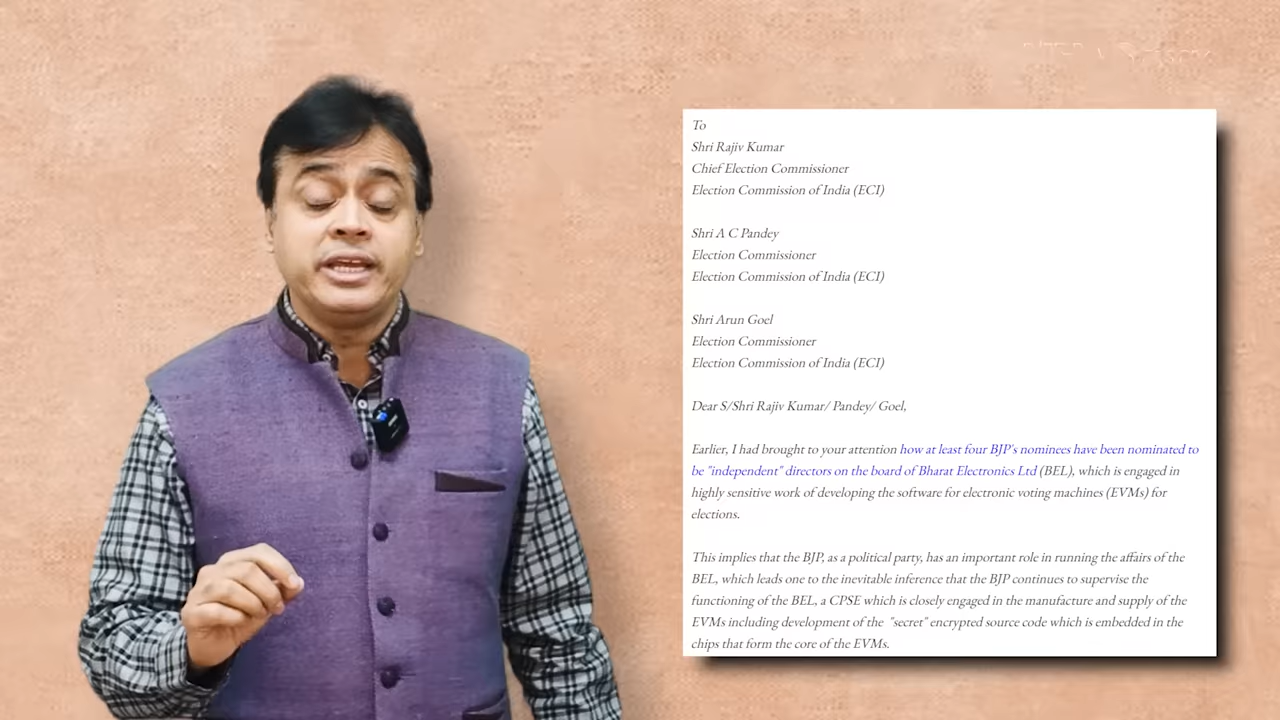 To
Shri Rajiv Kumar
Chief Election Commissioner
Election Commission of India (ECI)
Shri A C Pandey
Election Commissioner
Election Commission of India (ECI)
Shri Arun Goel
Election Commissioner
Election Commission of India (ECI)
Dear S/Shri Rajiv Kumar/ Pandey/ Goel,
Earlier, I had brought to your attention how at least four BJP's nominees have been nominated to
be "independent" directors on the board of Bharat Electronics Ltd (BEL), which is engaged in
highly sensitive work of developing the software for electronic voting machines (EVMs) for
elections.
This implies that the BJP, as a political party, has an important role in running the affairs of the
BEL, which leads one to the inevitable inference that the BJP continues to supervise the
functioning of the BEL, a CPSE which is closely engaged in the manufacture and supply of the
EVMs including development of the "secret" encrypted source code which is embedded in the
chips that form the core of the EVMs.